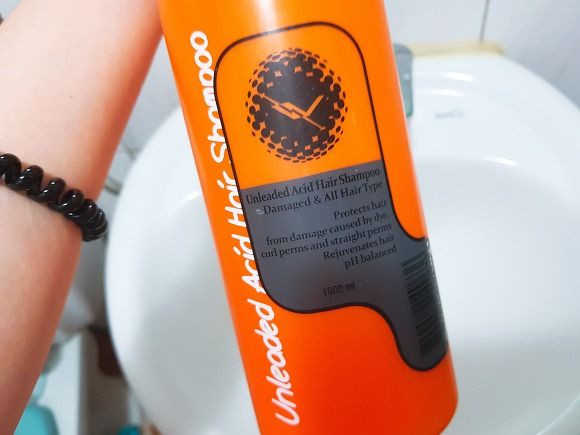 Unleaded Acid Hair Shampoo
Unleaded Acid Hair Shampoo
Damaged & All Hair Type
Protects hair
from damage caused by dye,
curl perms and straight perms
Rejuvenates hair
pH balanced
1000 ml